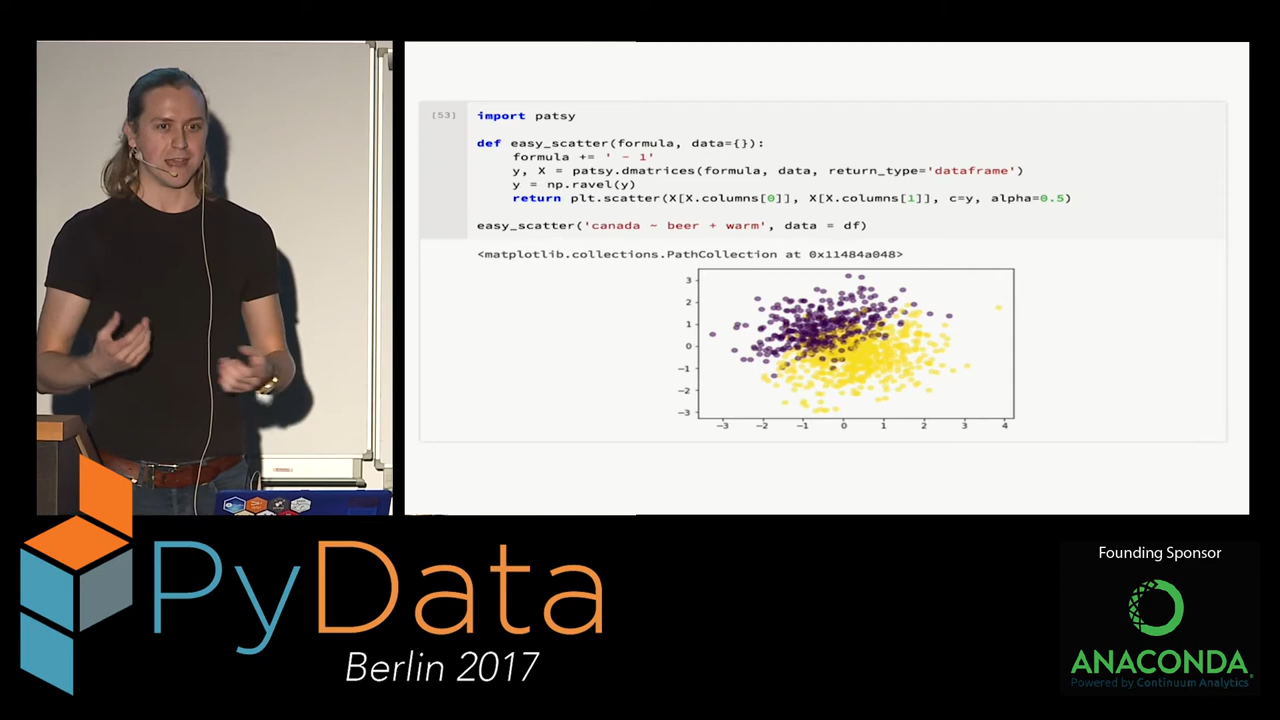 [53]
import patsy
def easy_scatter(formula, data={}):
formula += ' - 1'
y, X = patsy.dmatrices(formula, data, return_type='dataframe')
y = np.ravel(y)
return plt.scatter(X[X.columns[0]], X[X.columns[1]], c=y, alpha=0.5)
easy_scatter('canada ~ beer + warm', data = df)
<matplotlib.collections.PathCollection at 0x11484a048>
3
2
1
0
−1
−2
−3
−3 −2 −1 0 1 2 3 4
PyData
Berlin 2017
Founding Sponsor
ANACONDA
Powered by Continuum Analytics